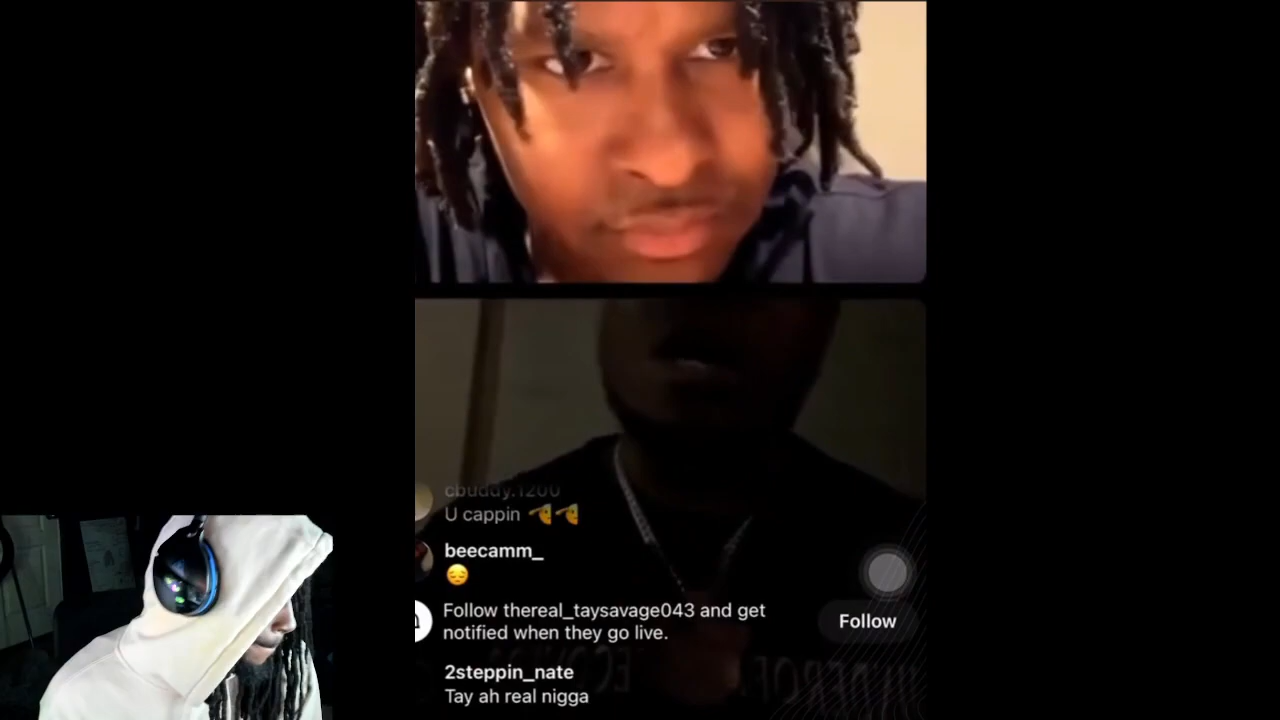 cbuddy.1200
U cappin 🫡🫡
beecamm_
😔
Follow thereal_taysavage043 and get
notified when they go live.
Follow
2steppin_nate
Tay ah real nigga